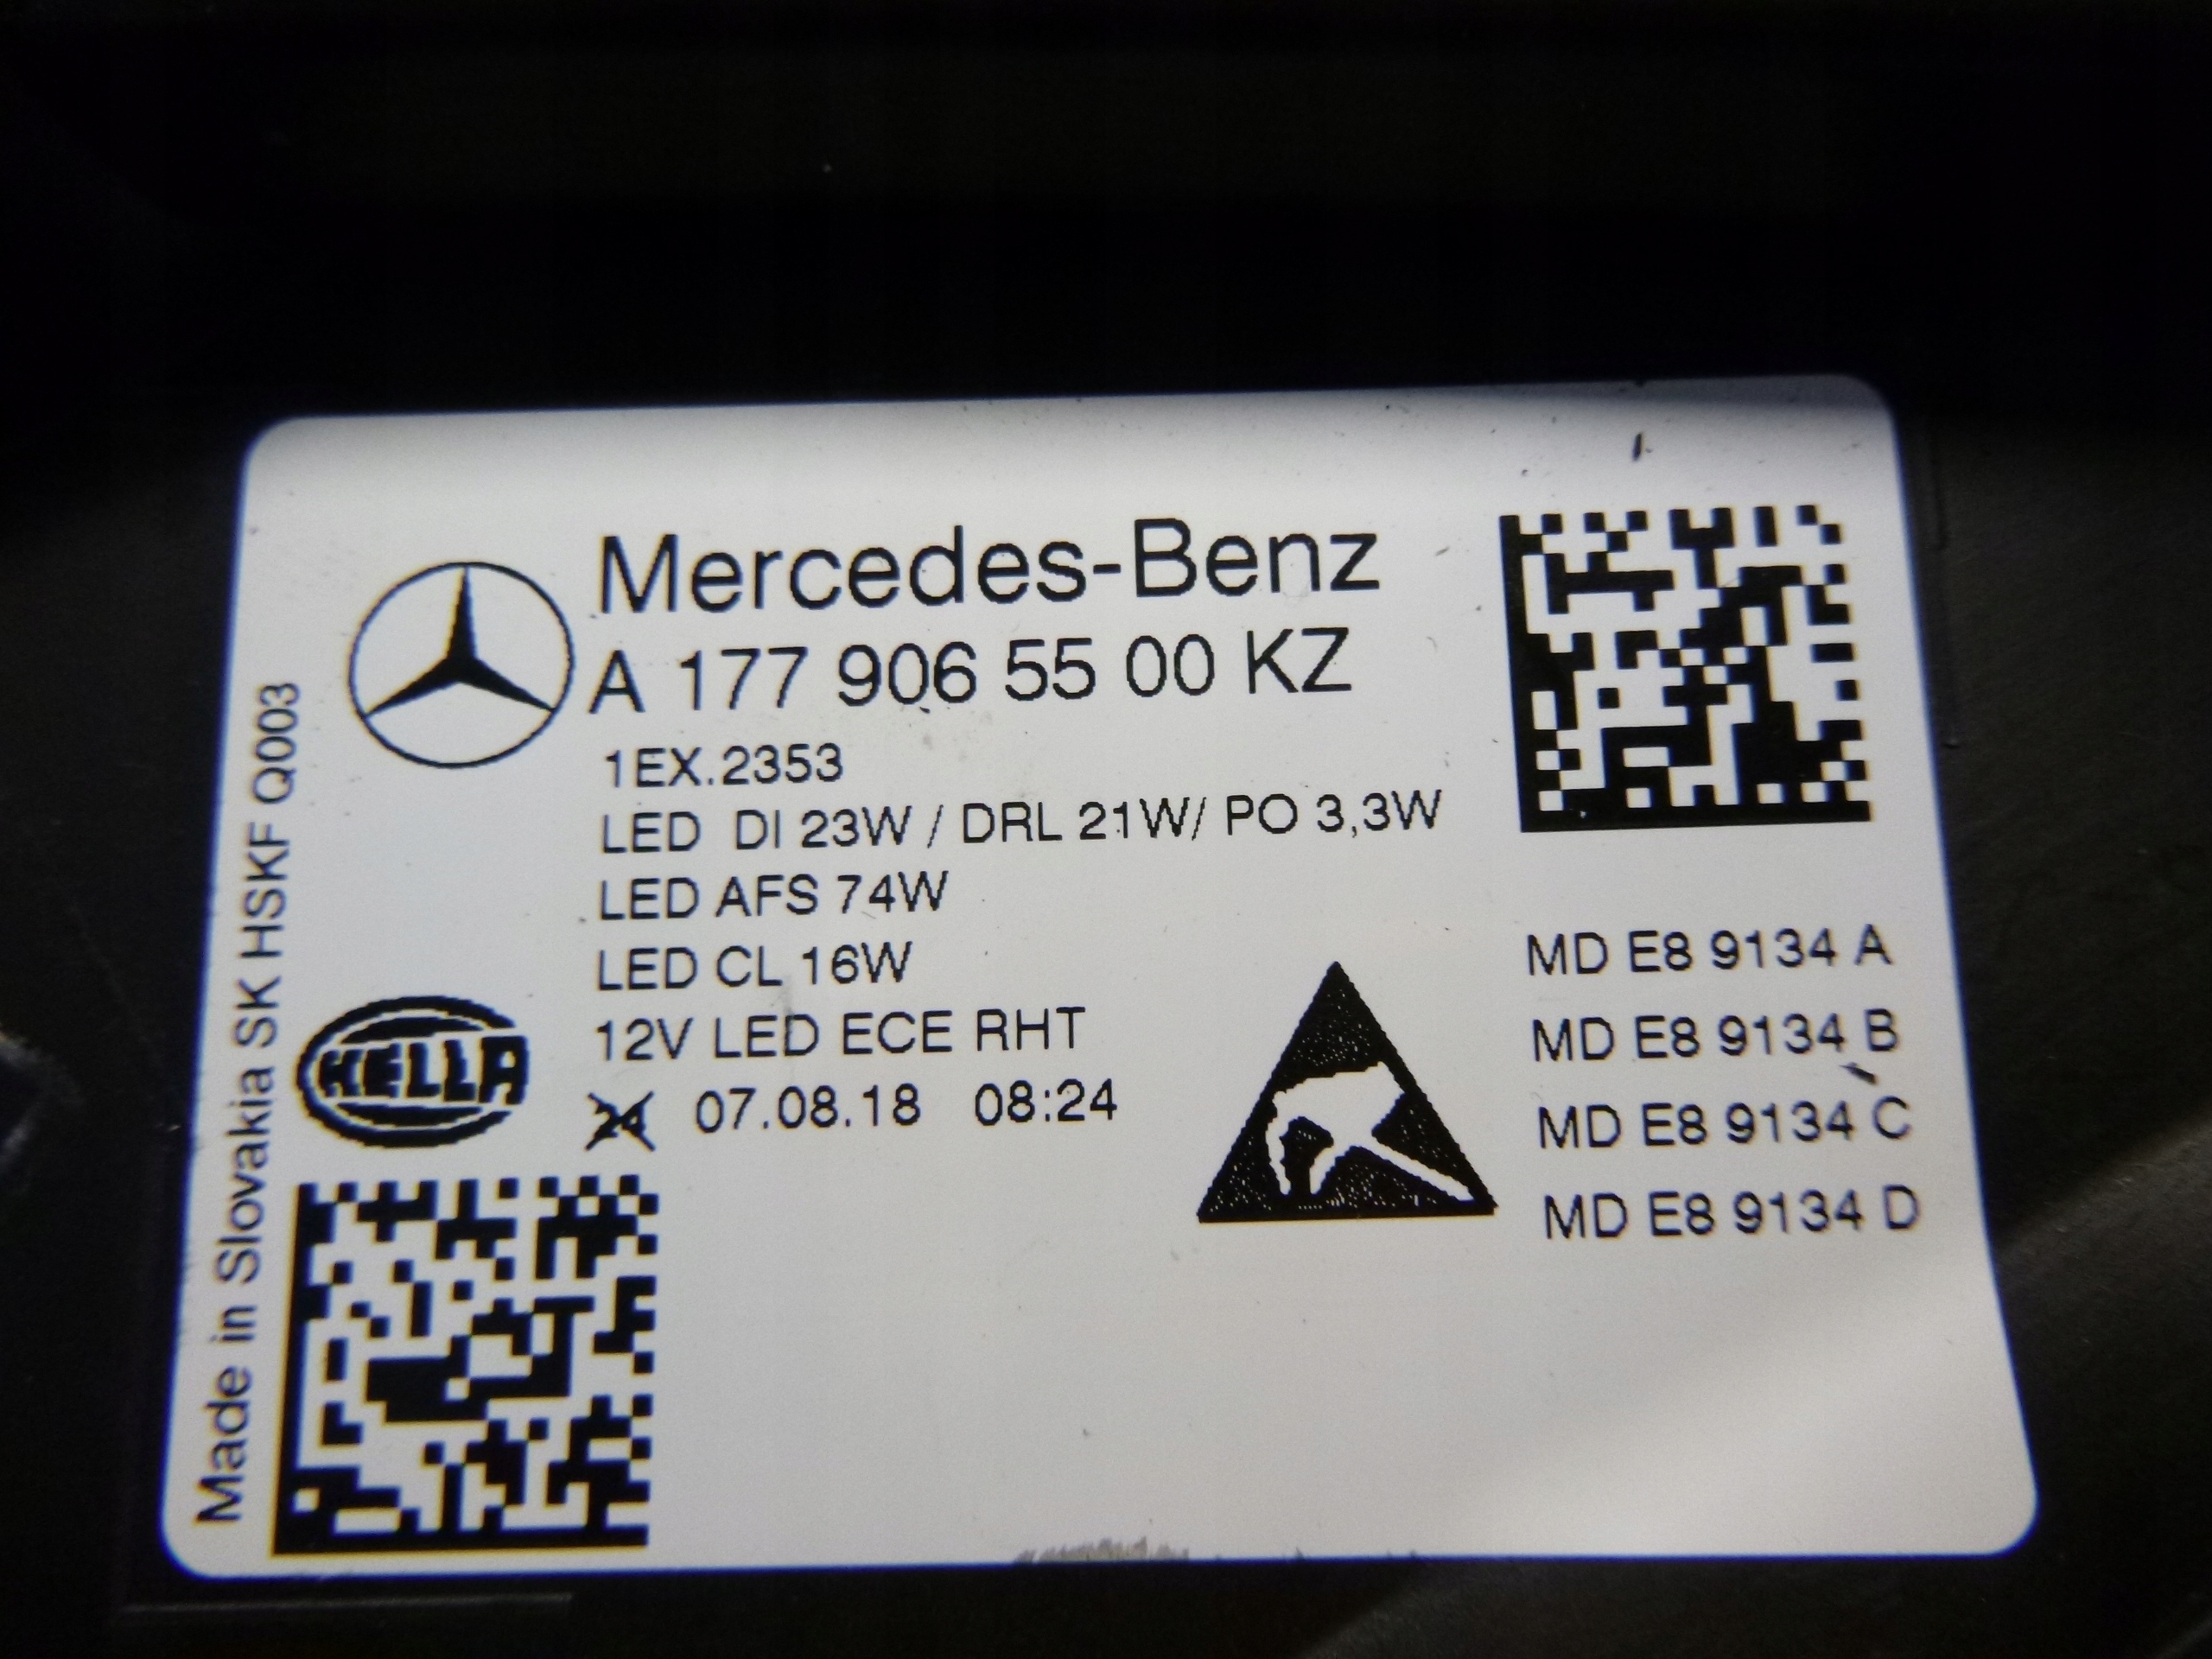 Mercedes-Benz
A 177 906 55 00 KZ
1EX.2353
LED DI 23W / DRL 21W/ PO 3,3W
LED AFS 74W
LED CL 16W
12V LED ECE RHT
24 07.08.18 08:24
HELLA
MD E8 9134 A
MD E8 9134 B
MD E8 9134 C
MD E8 9134 D
Made in Slovakia SK HSKF Q003